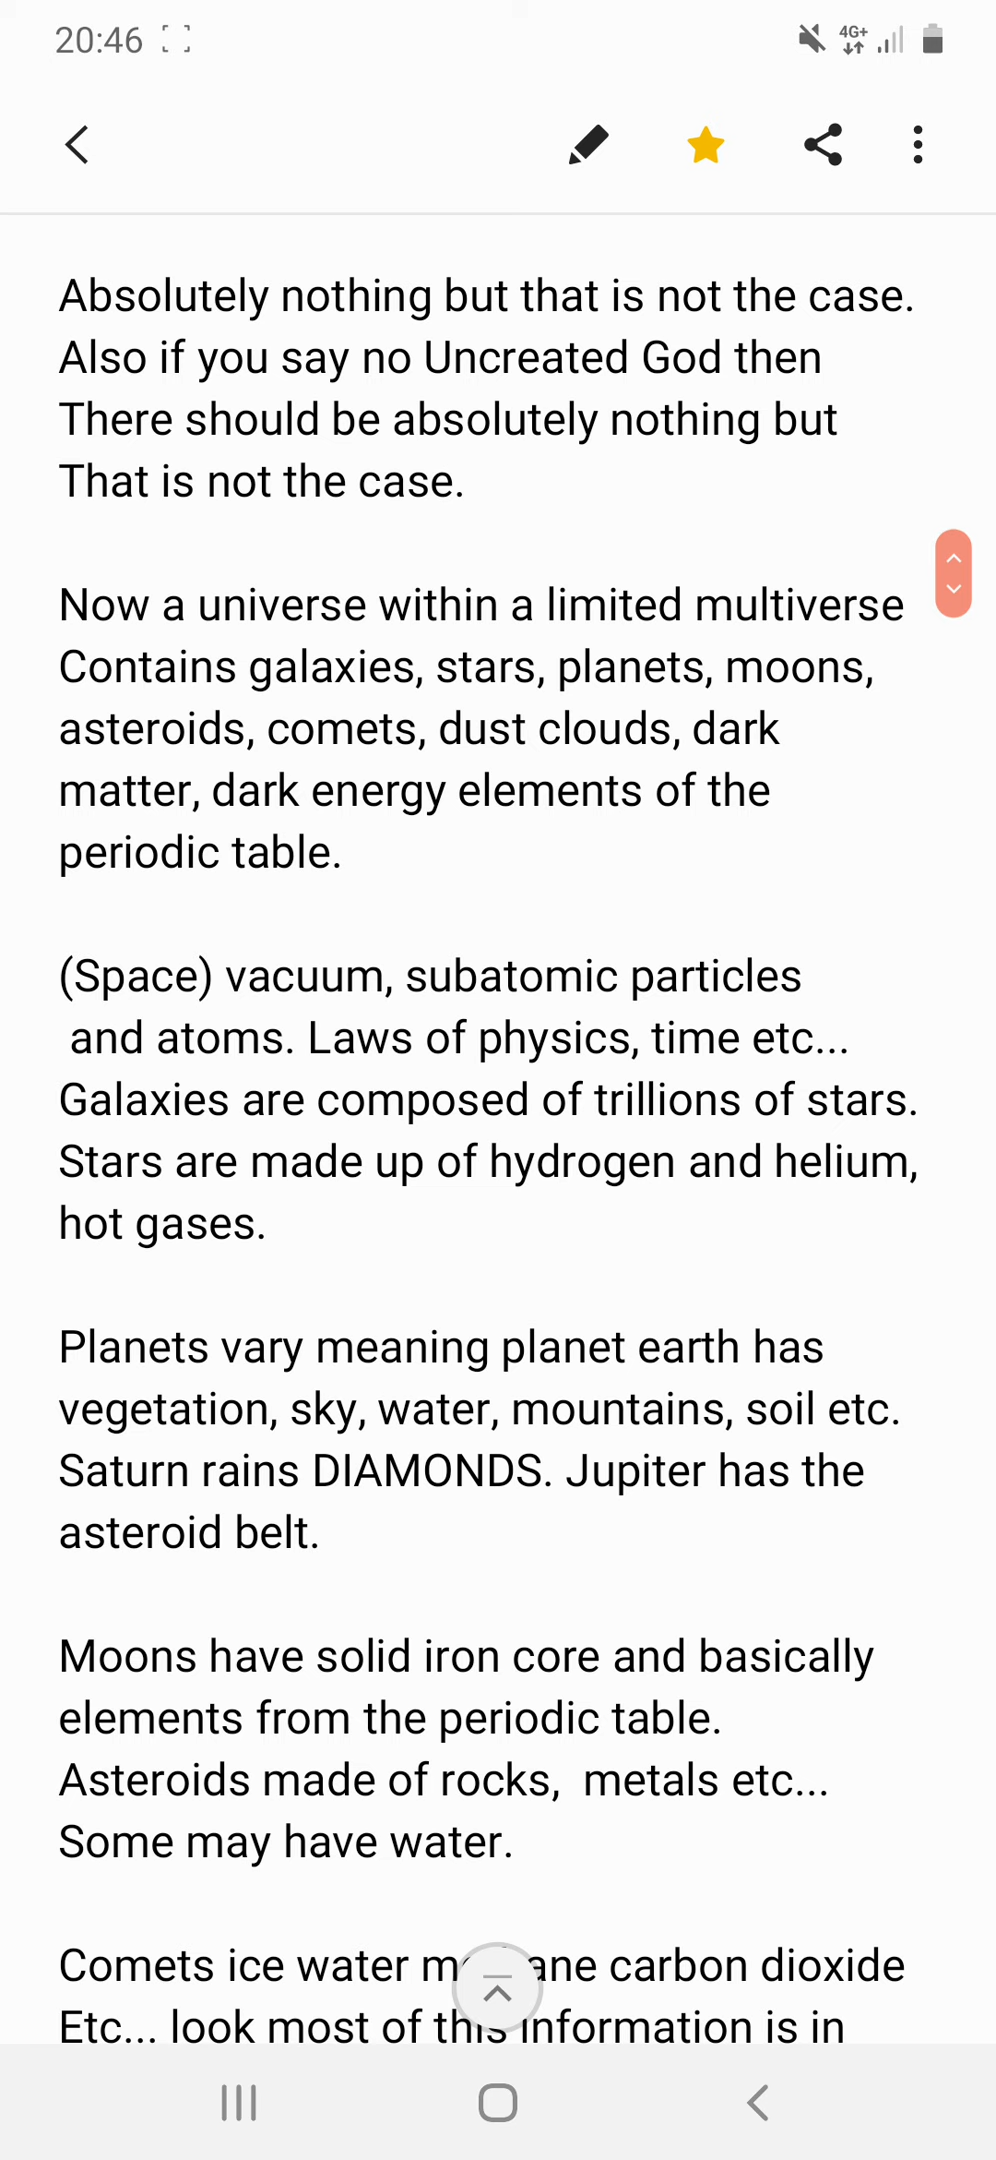 20:46
4G+
Absolutely nothing but that is not the case.
Also if you say no Uncreated God then
There should be absolutely nothing but
That is not the case.
Now a universe within a limited multiverse
Contains galaxies, stars, planets, moons,
asteroids, comets, dust clouds, dark
matter, dark energy elements of the
periodic table.
(Space) vacuum, subatomic particles
and atoms. Laws of physics, time etc...
Galaxies are composed of trillions of stars.
Stars are made up of hydrogen and helium,
hot gases.
Planets vary meaning planet earth has
vegetation, sky, water, mountains, soil etc.
Saturn rains DIAMONDS. Jupiter has the
asteroid belt.
Moons have solid iron core and basically
elements from the periodic table.
Asteroids made of rocks,  metals etc...
Some may have water.
Comets ice water carbon dioxide
Etc... look most of this information is in